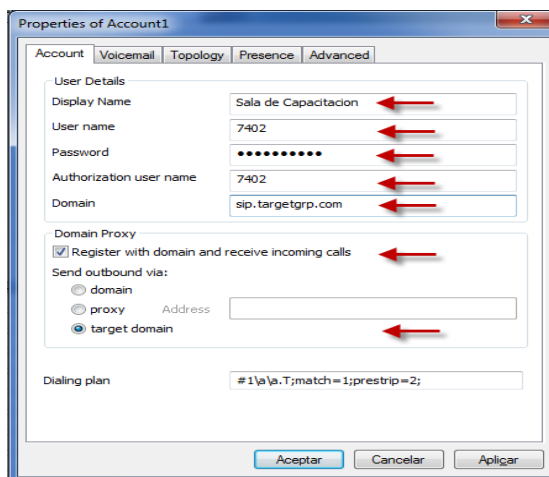 Properties of Account1
Account Voicemail Topology Presence Advanced
User Details
Display Name Sala de Capacitacion
User name 7402
Password ●●●●●●●●●●
Authorization user name 7402
Domain sip.targetgrp.com
Domain Proxy
Register with domain and receive incoming calls
Send outbound via:
domain
proxy Address
target domain
Dialing plan #1\a\a.T;match=1;prestrip=2;
Aceptar Cancelar Aplicar